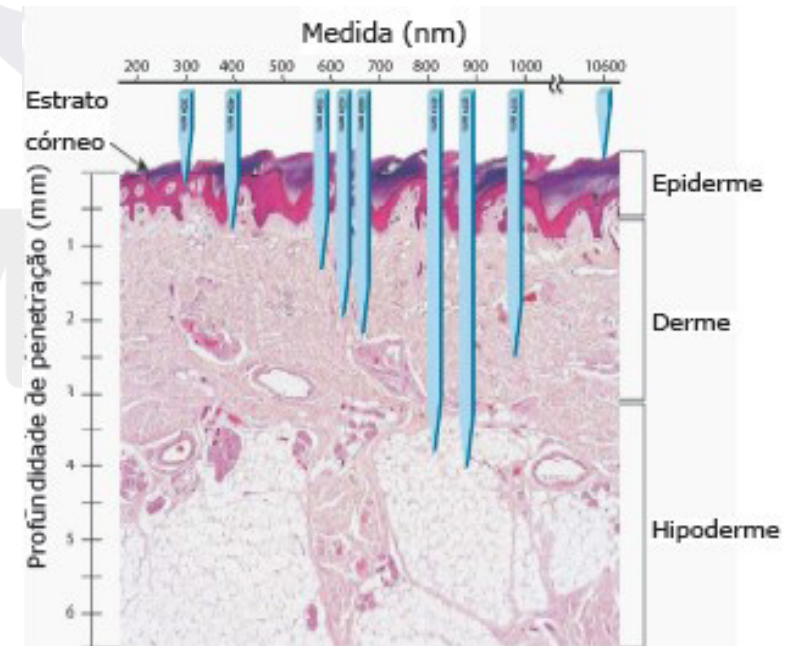 Medida (nm)
200 300 400 500 600 700 800 900 1000 10600
Estrato
córneo
Profundidade de penetração (mm)
1
2
4
5
6
Epiderme
Derme
Hipoderme